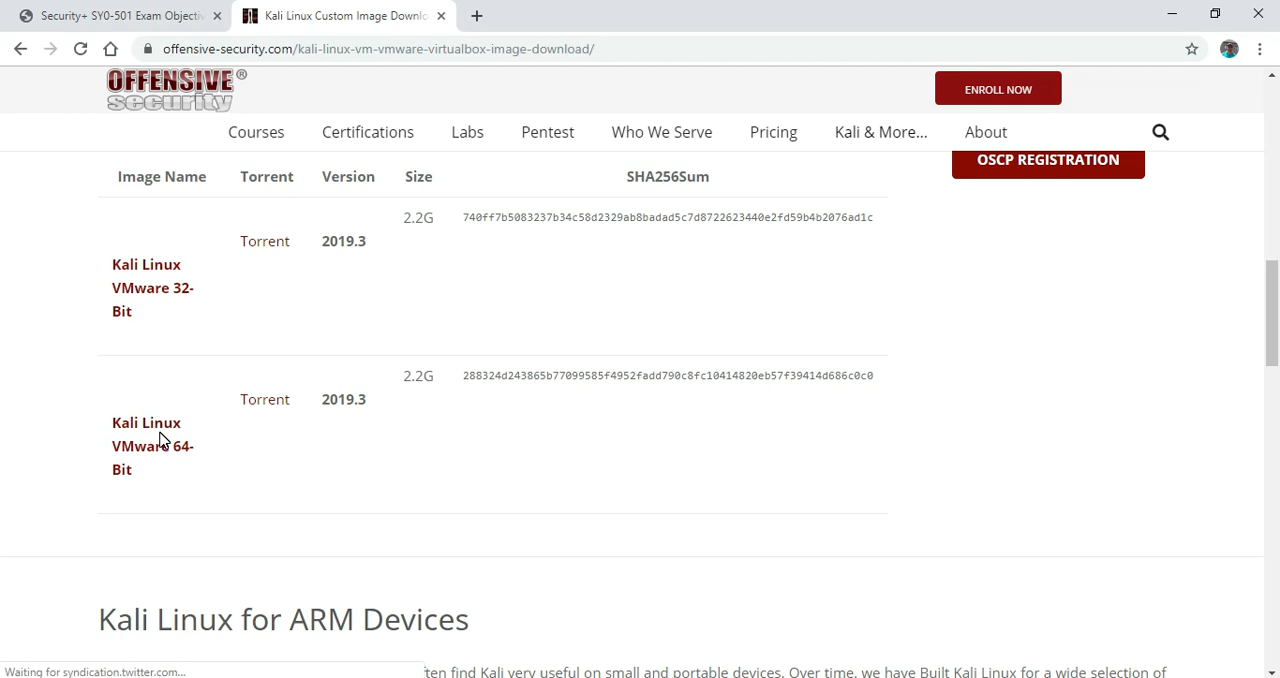 Security+ SY0-501 Exam Objecti
Kali Linux Custom Image Downlo
offensive-security.com/kali-linux-vm-vmware-virtualbox-image-download/
OFFENSIVE®
security
ENROLL NOW
Courses Certifications Labs Pentest Who We Serve Pricing Kali & More... About
OSCP REGISTRATION
Image Name Torrent Version Size SHA256Sum
2.2G 740ff7b5083237b34c58d2329ab8badad5c7d8722623440e2fd59b4b2076ad1c
Torrent 2019.3
Kali Linux
VMware 32-
Bit
2.2G 288324d243865b77099585f4952fadd790c8fc10414820eb57f39414d686c0c0
Torrent 2019.3
Kali Linux
VMware 64-
Bit
Kali Linux for ARM Devices
Waiting for syndication.twitter.com...
ten find Kali very useful on small and portable devices. Over time, we have Built Kali Linux for a wide selection of